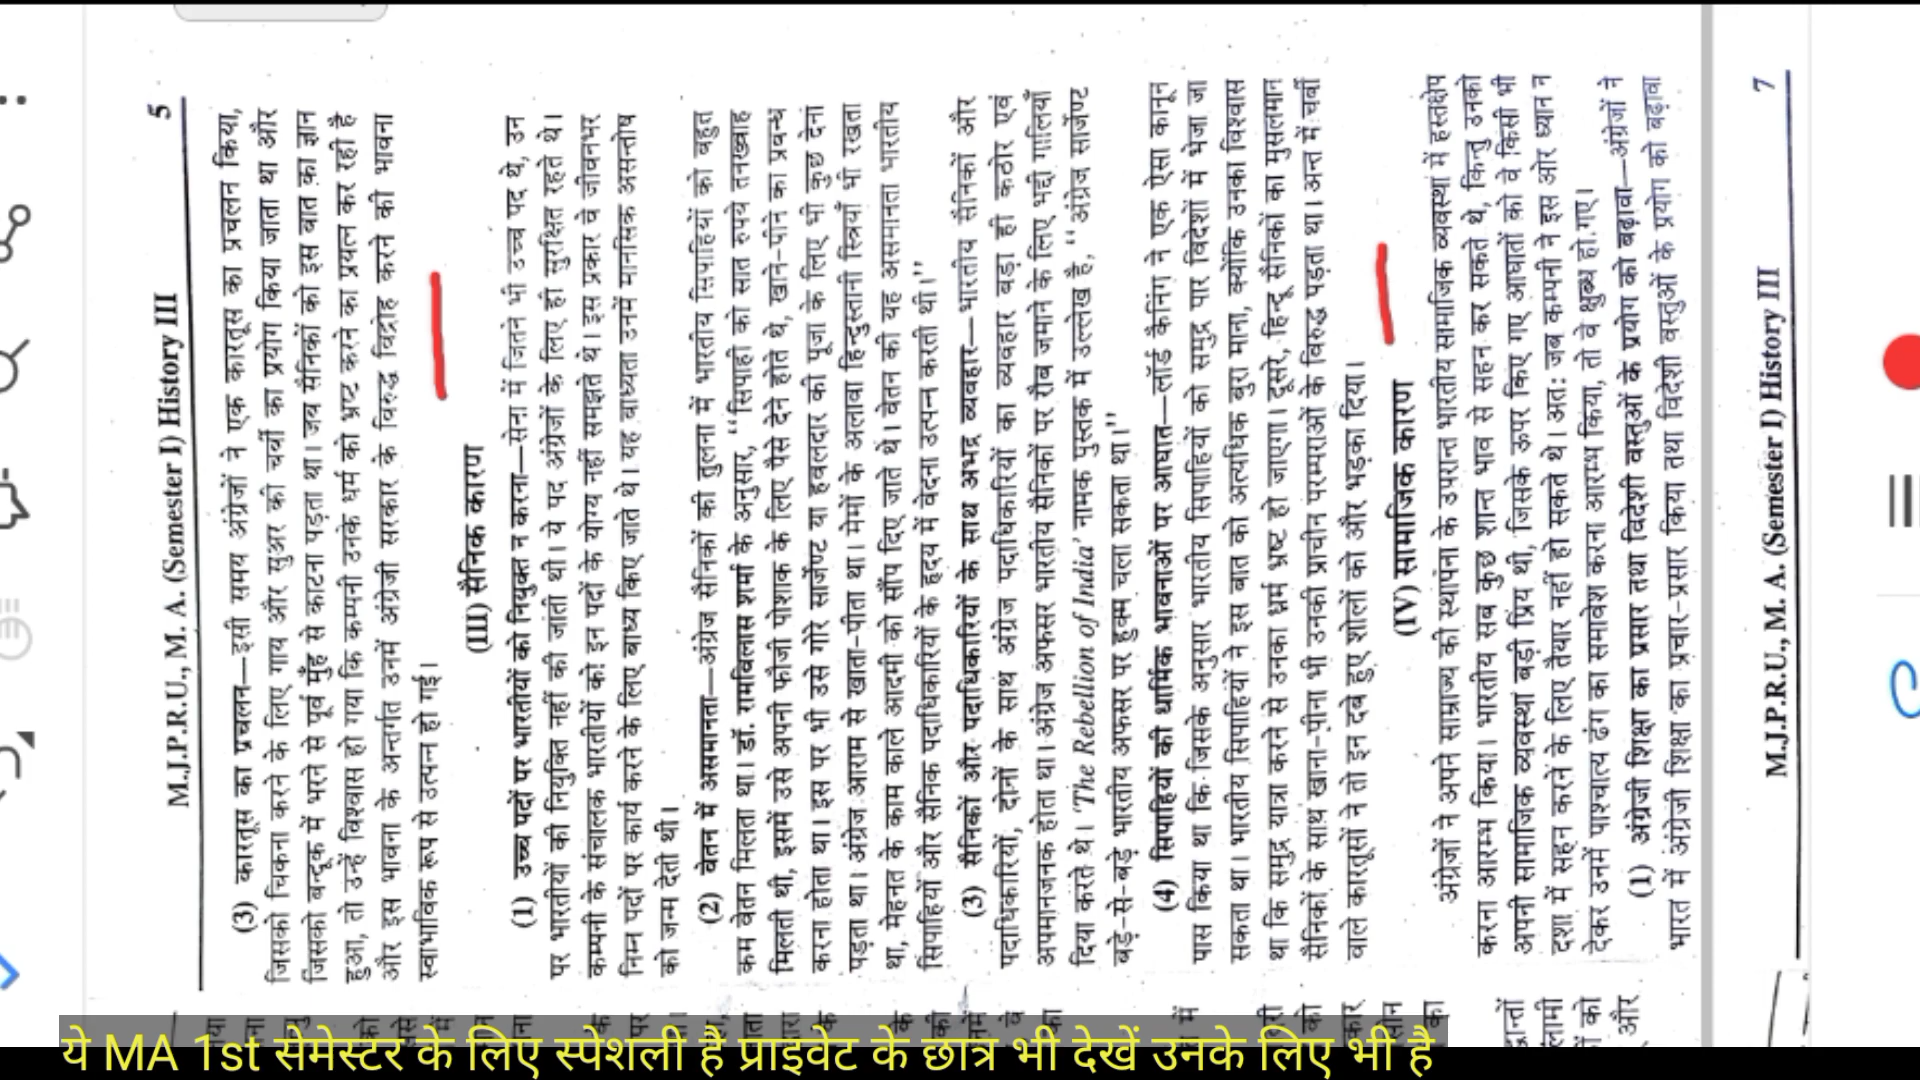 M.J.P.R.U., M. A. (Semester I) History III 5
(3) कारतूस का प्रचलन—इसी समय अंग्रेजों ने एक कारतूस का प्रचलन किया,
जिसको चिकना करने के लिए गाय और सुअर की चर्बी का प्रयोग किया जाता था और
जिसको बन्दूक में भरने से पूर्व मुँह से काटना पड़ता था। जब सैनिकों को इस बात का ज्ञान
हुआ, तो उन्हें विश्वास हो गया कि कम्पनी उनके धर्म को भ्रष्ट करने का प्रयत्न कर रही है
और इस भावना के अन्तर्गत उनमें अंग्रेजी सरकार के विरुद्ध विद्रोह करने की भावना
स्वाभाविक रूप से उत्पन्न हो गई।
(III) सैनिक कारण
(1) उच्च पदों पर भारतीयों को नियुक्त न करना—सेना में जितने भी उच्च पद थे, उन
पर भारतीयों की नियुक्ति नहीं की जाती थी। ये पद अंग्रेजों के लिए ही सुरक्षित रहते थे।
कम्पनी के संचालक भारतीयों को इन पदों के योग्य नहीं समझते थे। इस प्रकार वे जीवनभर
निम्न पदों पर कार्य करने के लिए बाध्य किए जाते थे। यह बाध्यता उनमें मानसिक असन्तोष
को जन्म देती थी।
(2) वेतन में असमानता—अंग्रेज सैनिकों की तुलना में भारतीय सिपाहियों को बहुत
कम वेतन मिलता था। डॉ. रामविलास शर्मा के अनुसार, ‘‘सिपाही को सात रुपये तनख्वाह
मिलती थी, इसमें उसे अपनी फौजी पोशाक के लिए पैसे देने होते थे, खाने-पीने का प्रबन्ध
करना होता था। इस पर भी उसे गोरे सार्जेण्ट या हवलदार की पूजा के लिए भी कुछ देना
पड़ता था। अंग्रेज आराम से खाता-पीता था। मेमों के अलावा हिन्दुस्तानी स्त्रियाँ भी रखता
था, मेहनत के काम काले आदमी को सौंप दिए जाते थे। वेतन की यह असमानता भारतीय
सिपाहियों और सैनिक पदाधिकारियों के हृदय में वेदना उत्पन्न करती थी।’’
(3) सैनिकों और पदाधिकारियों के साथ अभद्र व्यवहार—भारतीय सैनिकों और
पदाधिकारियों, दोनों के साथ अंग्रेज पदाधिकारियों का व्यवहार बड़ा ही कठोर एवं
अपमानजनक होता था। अंग्रेज अफसर भारतीय सैनिकों पर रौब जमाने के लिए भद्दी गालियाँ
दिया करते थे। 'The Rebellion of India' नामक पुस्तक में उल्लेख है, ‘‘अंग्रेज सार्जेण्ट
बड़े-से-बड़े भारतीय अफसर पर हुक्म चला सकता था।’’
(4) सिपाहियों की धार्मिक भावनाओं पर आघात—लॉर्ड कैनिंग ने एक ऐसा कानून
पास किया था कि जिसके अनुसार भारतीय सिपाहियों को समुद्र पार विदेशों में भेजा जा
सकता था। भारतीय सिपाहियों ने इस बात को अत्यधिक बुरा माना, क्योंकि उनका विश्वास
था कि समुद्र यात्रा करने से उनका धर्म भ्रष्ट हो जाएगा। दूसरे, हिन्दू सैनिकों का मुसलमान
सैनिकों के साथ खाना-पीना भी उनकी प्राचीन परम्पराओं के विरुद्ध पड़ता था। अन्त में चर्बी
वाले कारतूसों ने तो इन दबे हुए शोलों को और भड़का दिया।
(IV) सामाजिक कारण
अंग्रेजों ने अपने साम्राज्य की स्थापना के उपरान्त भारतीय सामाजिक व्यवस्था में हस्तक्षेप
करना आरम्भ किया। भारतीय सब कुछ शान्त भाव से सहन कर सकते थे, किन्तु उनको
अपनी सामाजिक व्यवस्था बड़ी प्रिय थी, जिसके ऊपर किए गए आघातों को वे किसी भी
दशा में सहन करने के लिए तैयार नहीं हो सकते थे। अतः जब कम्पनी ने इस ओर ध्यान न
देकर उनमें पाश्चात्य ढंग का समावेश करना आरम्भ किया, तो वे क्षुब्ध हो गए।
(1) अंग्रेजी शिक्षा का प्रसार तथा विदेशी वस्तुओं के प्रयोग को बढ़ावा—अंग्रेजों ने
भारत में अंग्रेजी शिक्षा का प्रचार-प्रसार किया तथा विदेशी वस्तुओं के प्रयोग को बढ़ावा
M.J.P.R.U., M. A. (Semester I) History III 7
ये MA 1st सेमेस्टर के लिए स्पेशली हैं प्राइवेट के छात्र भी देखें उनके लिए भी है